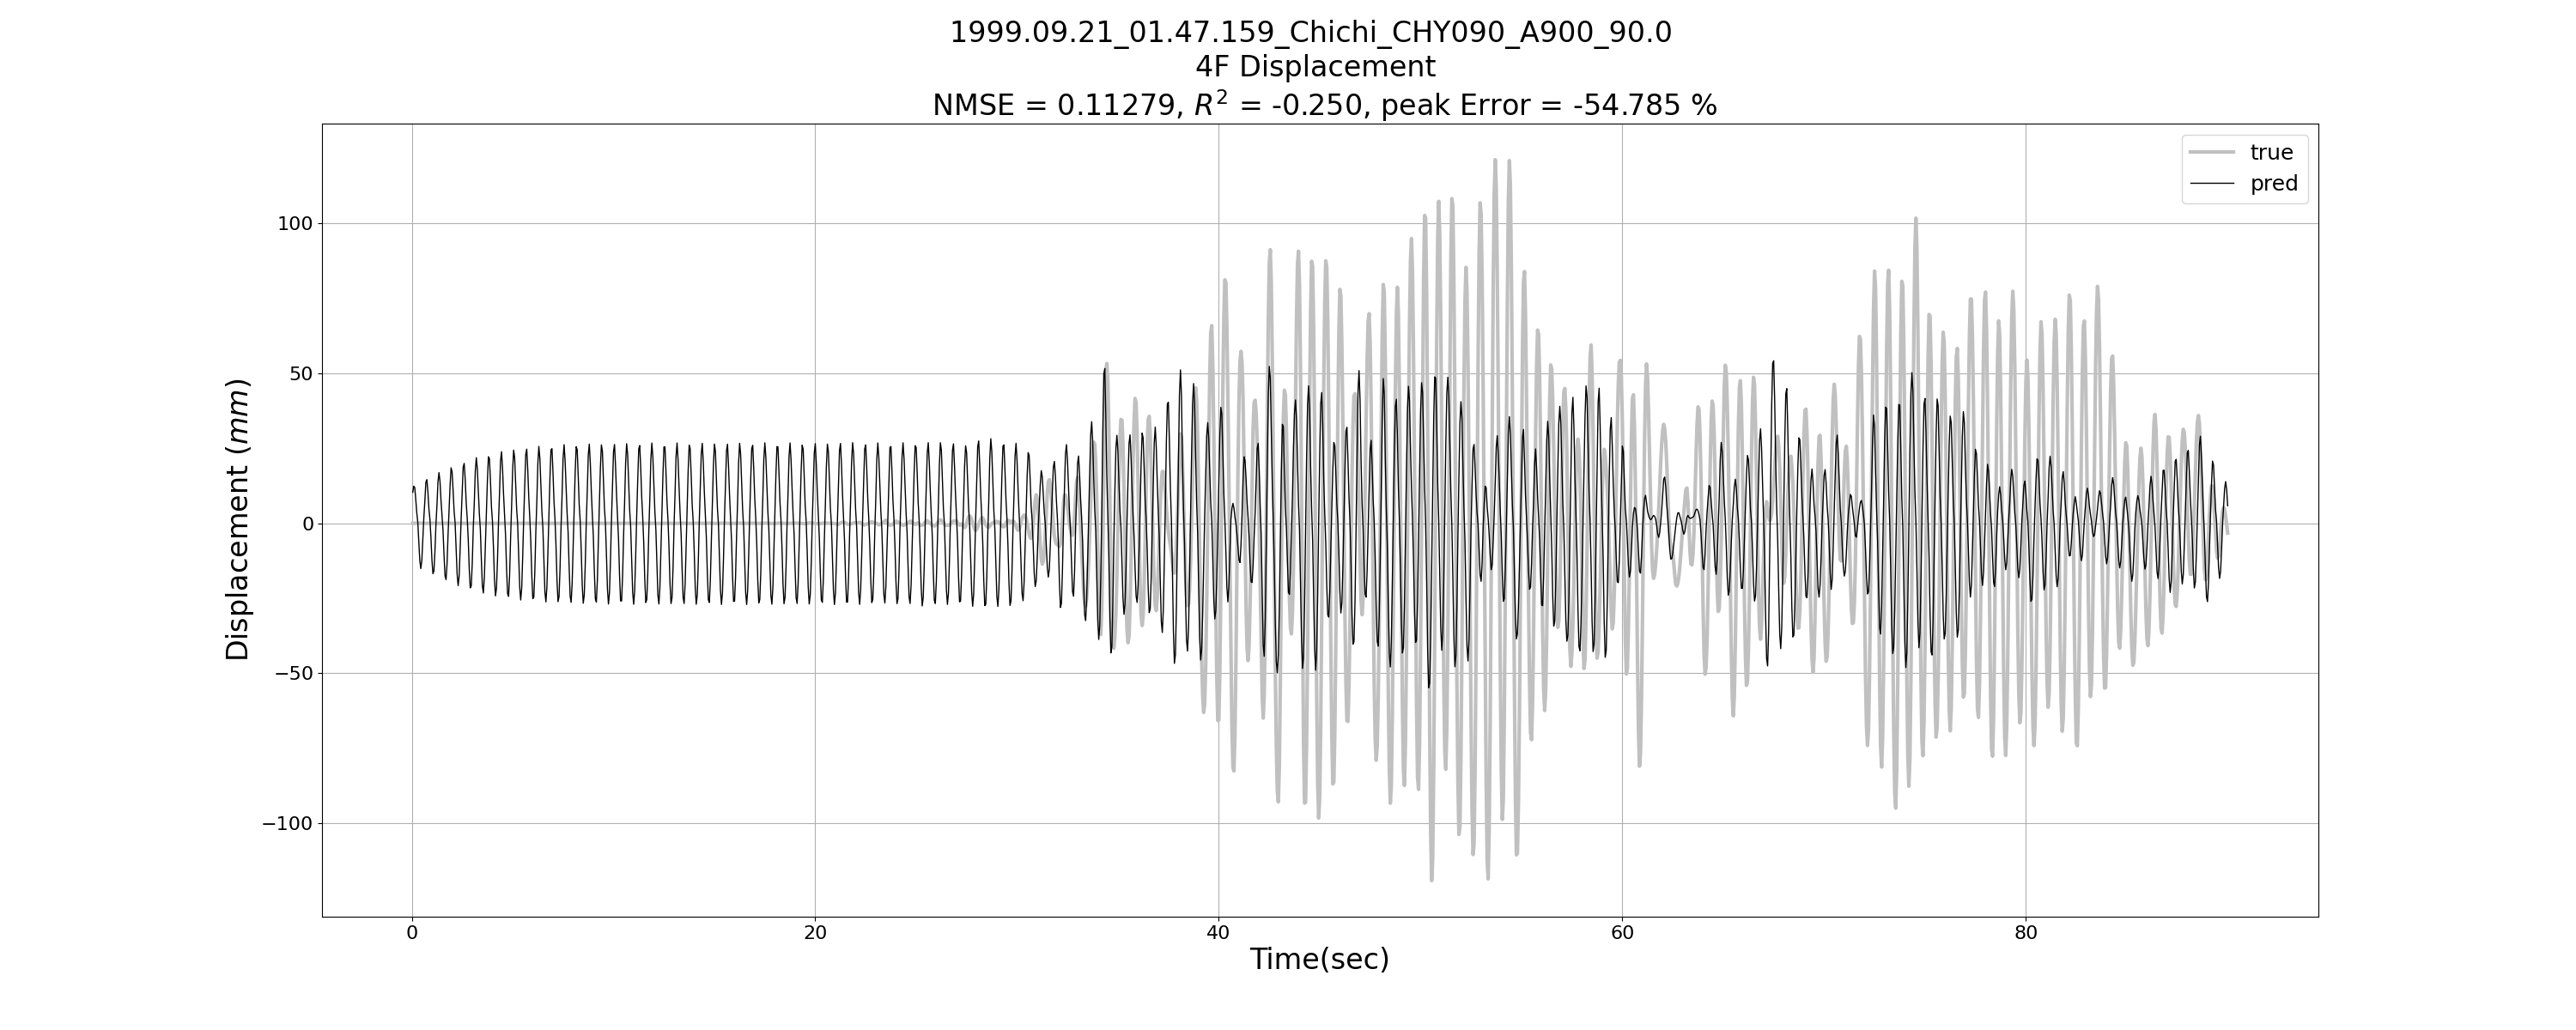 1999.09.21_01.47.159_Chichi_CHY090_A900_90.0
4F Displacement
NMSE = 0.11279, R² = -0.250, peak Error = -54.785 %
true
pred
Displacement (mm)
100
50
0
−50
−100
0 20 40 60 80
Time(sec)